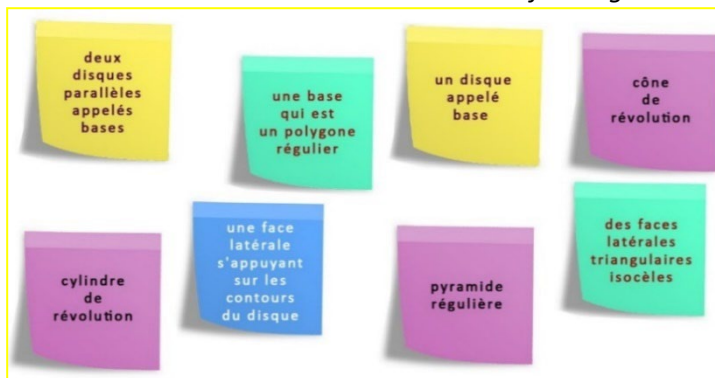 deux
disques
parallèles
appelés
bases
une base
qui est
un polygone
régulier
un disque
appelé
base
cône
de
révolution
cylindre
de
révolution
une face
latérale
s'appuyant
sur les
contours
du disque
pyramide
régulière
des faces
latérales
triangulaires
isocèles